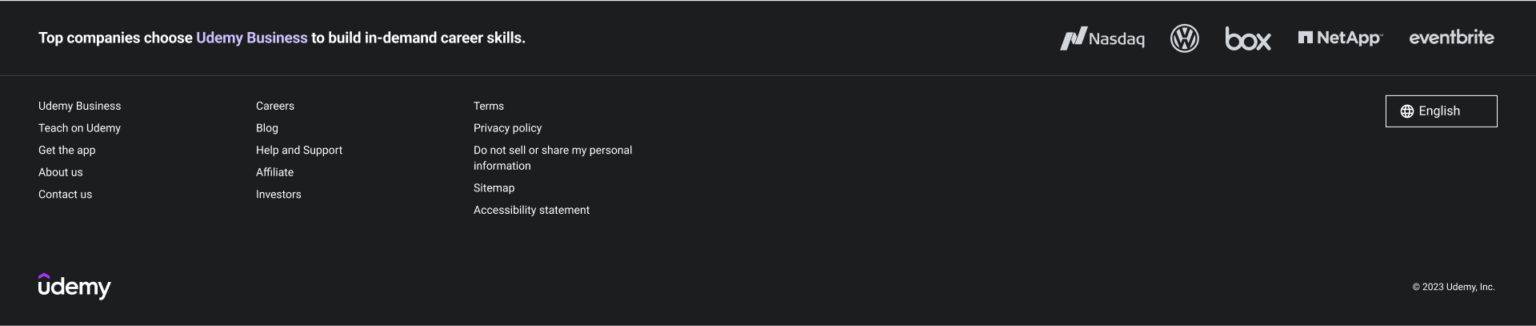 Top companies choose Udemy Business to build in-demand career skills.
Nasdaq
box
NetApp
eventbrite
Udemy Business
Teach on Udemy
Get the app
About us
Contact us
Careers
Blog
Help and Support
Affiliate
Investors
Terms
Privacy policy
Do not sell or share my personal
information
Sitemap
Accessibility statement
English
udemy
© 2023 Udemy, Inc.